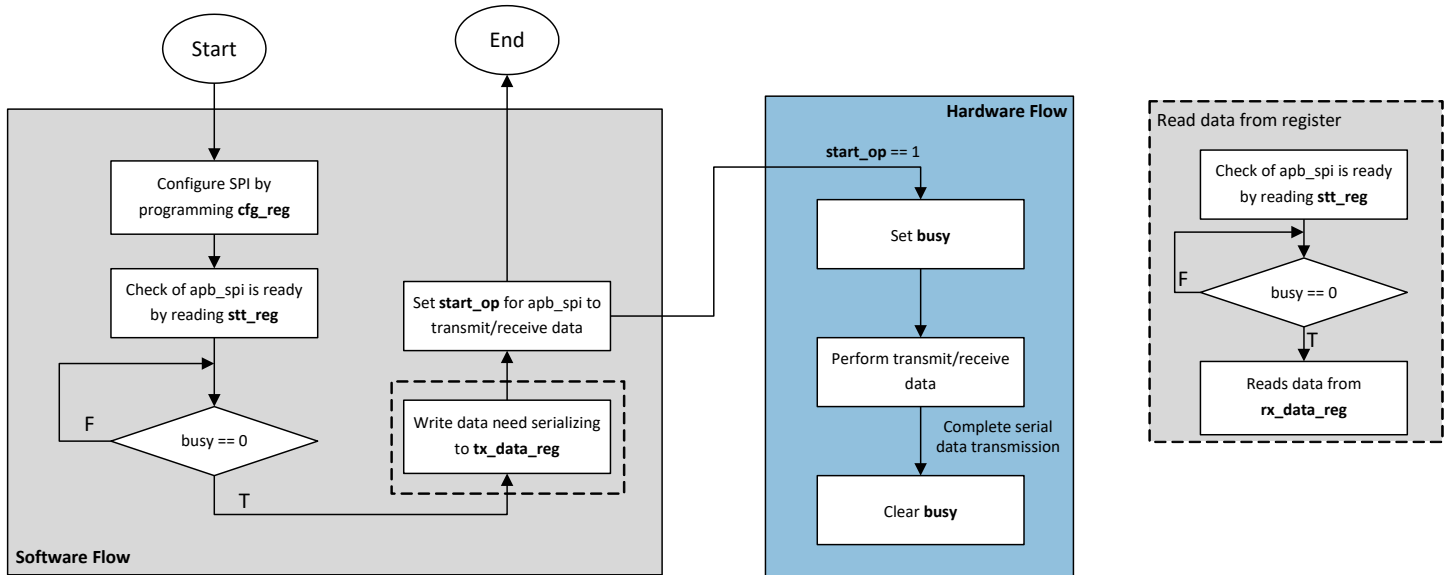 Start
End
Configure SPI by
programming cfg_reg
Check of apb_spi is ready
by reading stt_reg
F
busy == 0
T
Set start_op for apb_spi to
transmit/receive data
Write data need serializing
to tx_data_reg
Software Flow
Hardware Flow
start_op == 1
Set busy
Perform transmit/receive
data
Complete serial
data transmission
Clear busy
Read data from register
Check of apb_spi is ready
by reading stt_reg
F
busy == 0
T
Reads data from
rx_data_reg